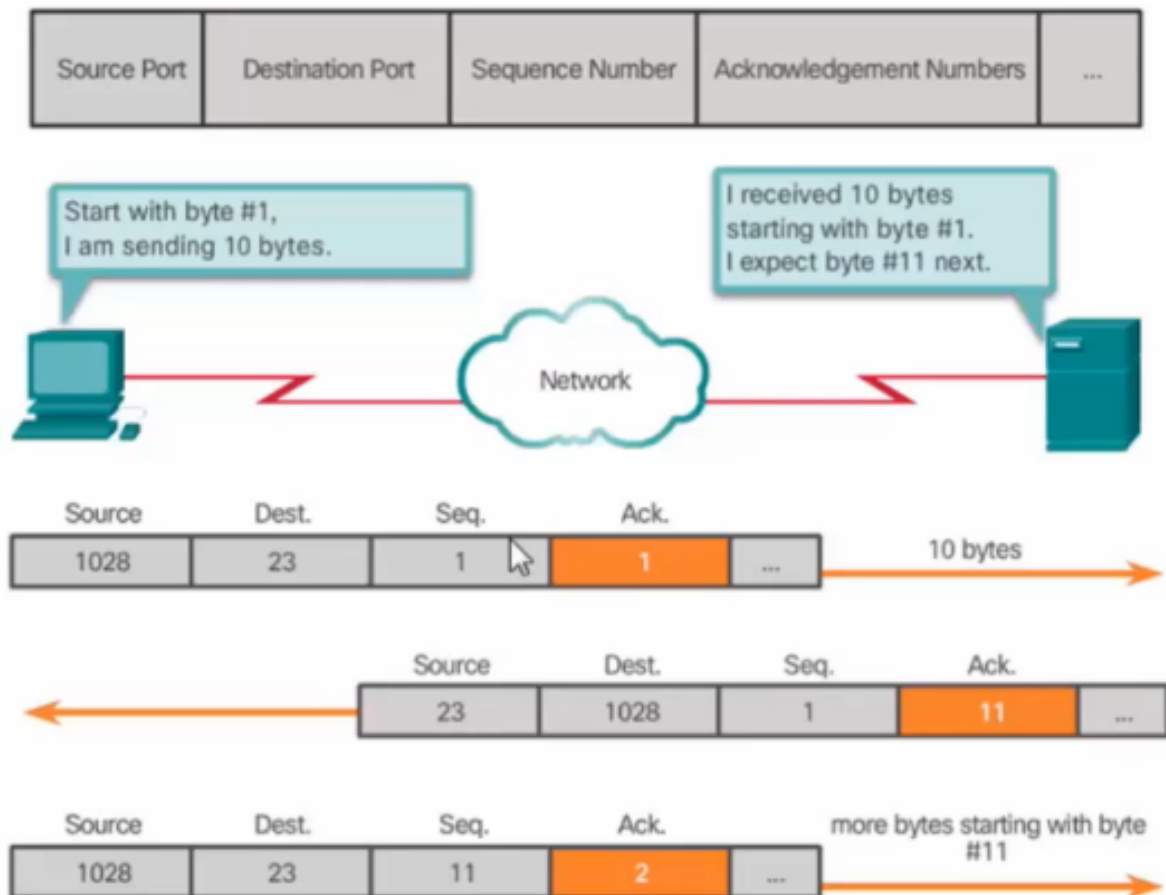 Source Port Destination Port Sequence Number Acknowledgement Numbers ...
Start with byte #1,
I am sending 10 bytes.
I received 10 bytes
starting with byte #1.
I expect byte #11 next.
Network
Source Dest. Seq. Ack.
1028 23 1 1 ...
10 bytes
Source Dest. Seq. Ack.
23 1028 1 11 ...
Source Dest. Seq. Ack.
1028 23 11 2 ...
more bytes starting with byte
#11